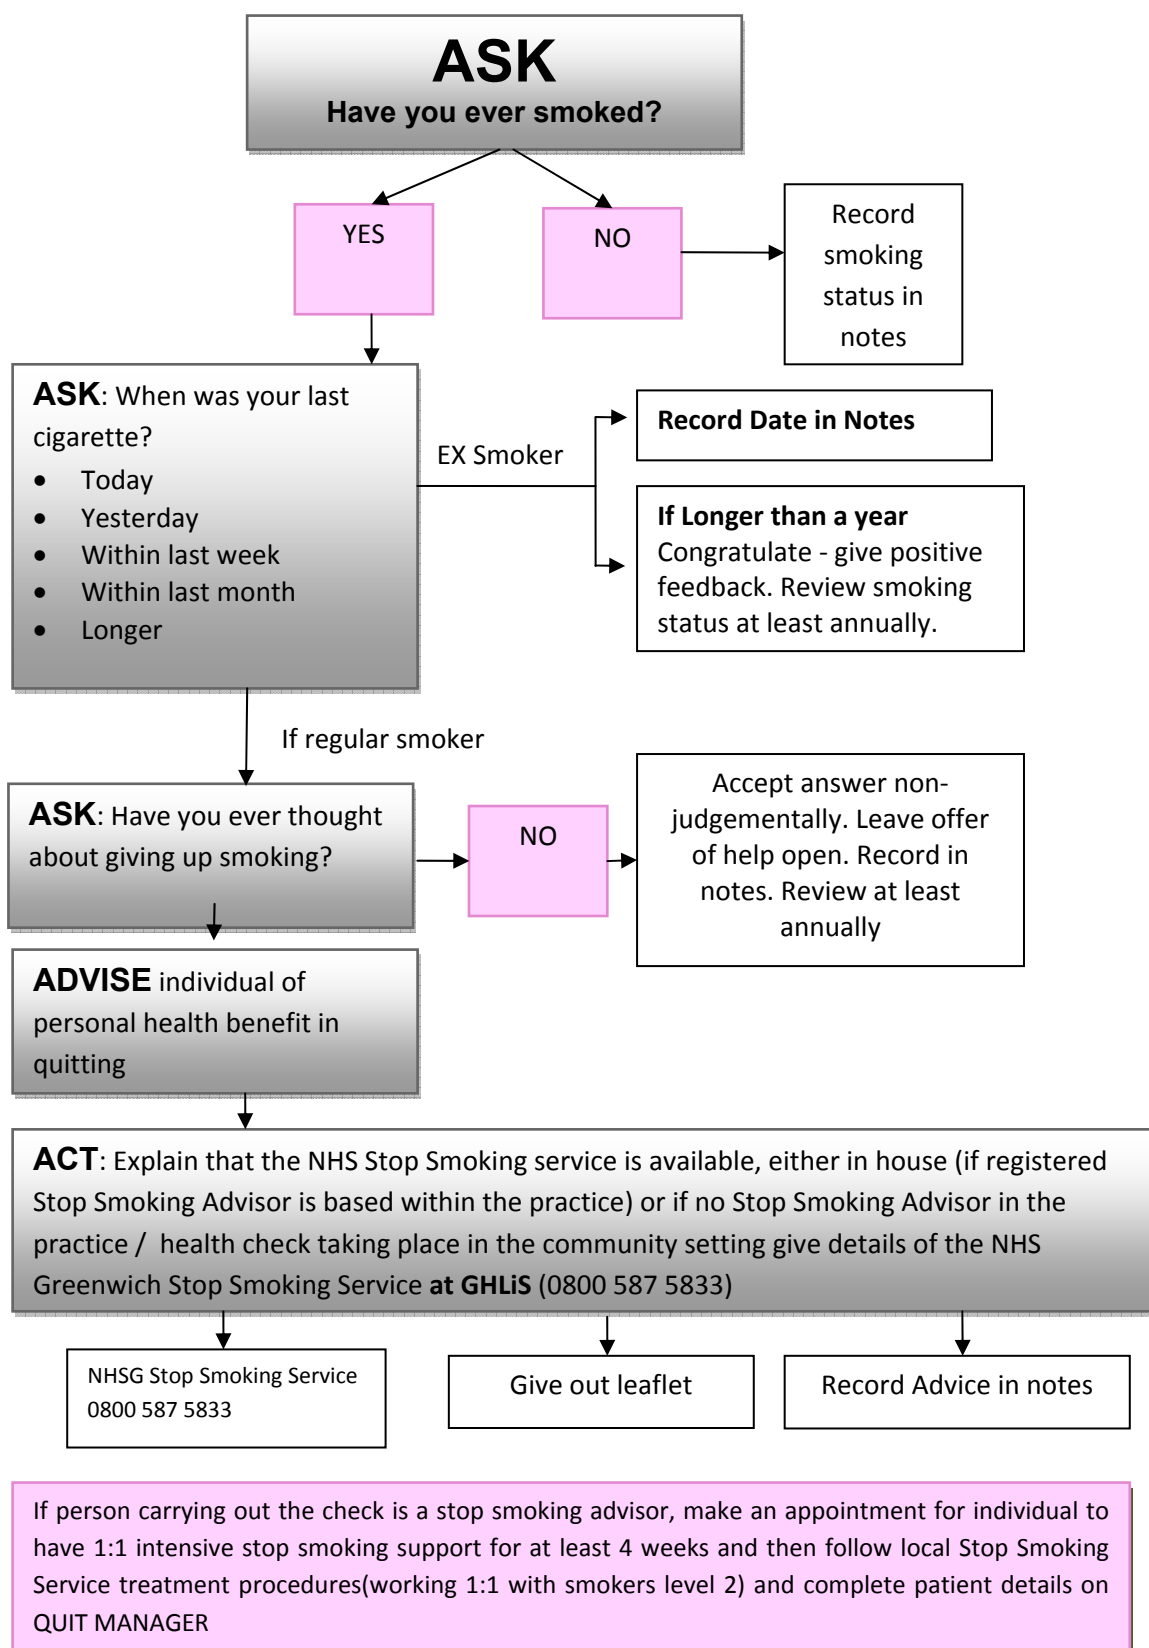 ASK
Have you ever smoked?
YES
NO
Record
smoking
status in
notes
ASK: When was your last
cigarette?
• Today
• Yesterday
• Within last week
• Within last month
• Longer
EX Smoker
Record Date in Notes
If Longer than a year
Congratulate - give positive
feedback. Review smoking
status at least annually.
If regular smoker
ASK: Have you ever thought
about giving up smoking?
NO
Accept answer non-
judgementally. Leave offer
of help open. Record in
notes. Review at least
annually
ADVISE individual of
personal health benefit in
quitting
ACT: Explain that the NHS Stop Smoking service is available, either in house (if registered
Stop Smoking Advisor is based within the practice) or if no Stop Smoking Advisor in the
practice / health check taking place in the community setting give details of the NHS
Greenwich Stop Smoking Service at GHLiS (0800 587 5833)
NHSG Stop Smoking Service
0800 587 5833
Give out leaflet
Record Advice in notes
If person carrying out the check is a stop smoking advisor, make an appointment for individual to
have 1:1 intensive stop smoking support for at least 4 weeks and then follow local Stop Smoking
Service treatment procedures(working 1:1 with smokers level 2) and complete patient details on
QUIT MANAGER